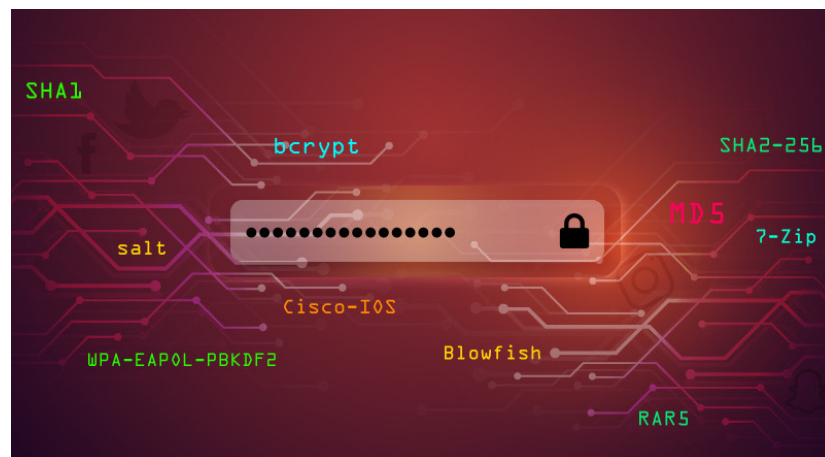 SHA1
bcrypt
SHA2-256
MD5
7-Zip
salt
Cisco-IOS
Blowfish
WPA-EAPOL-PBKDF2
RAR5